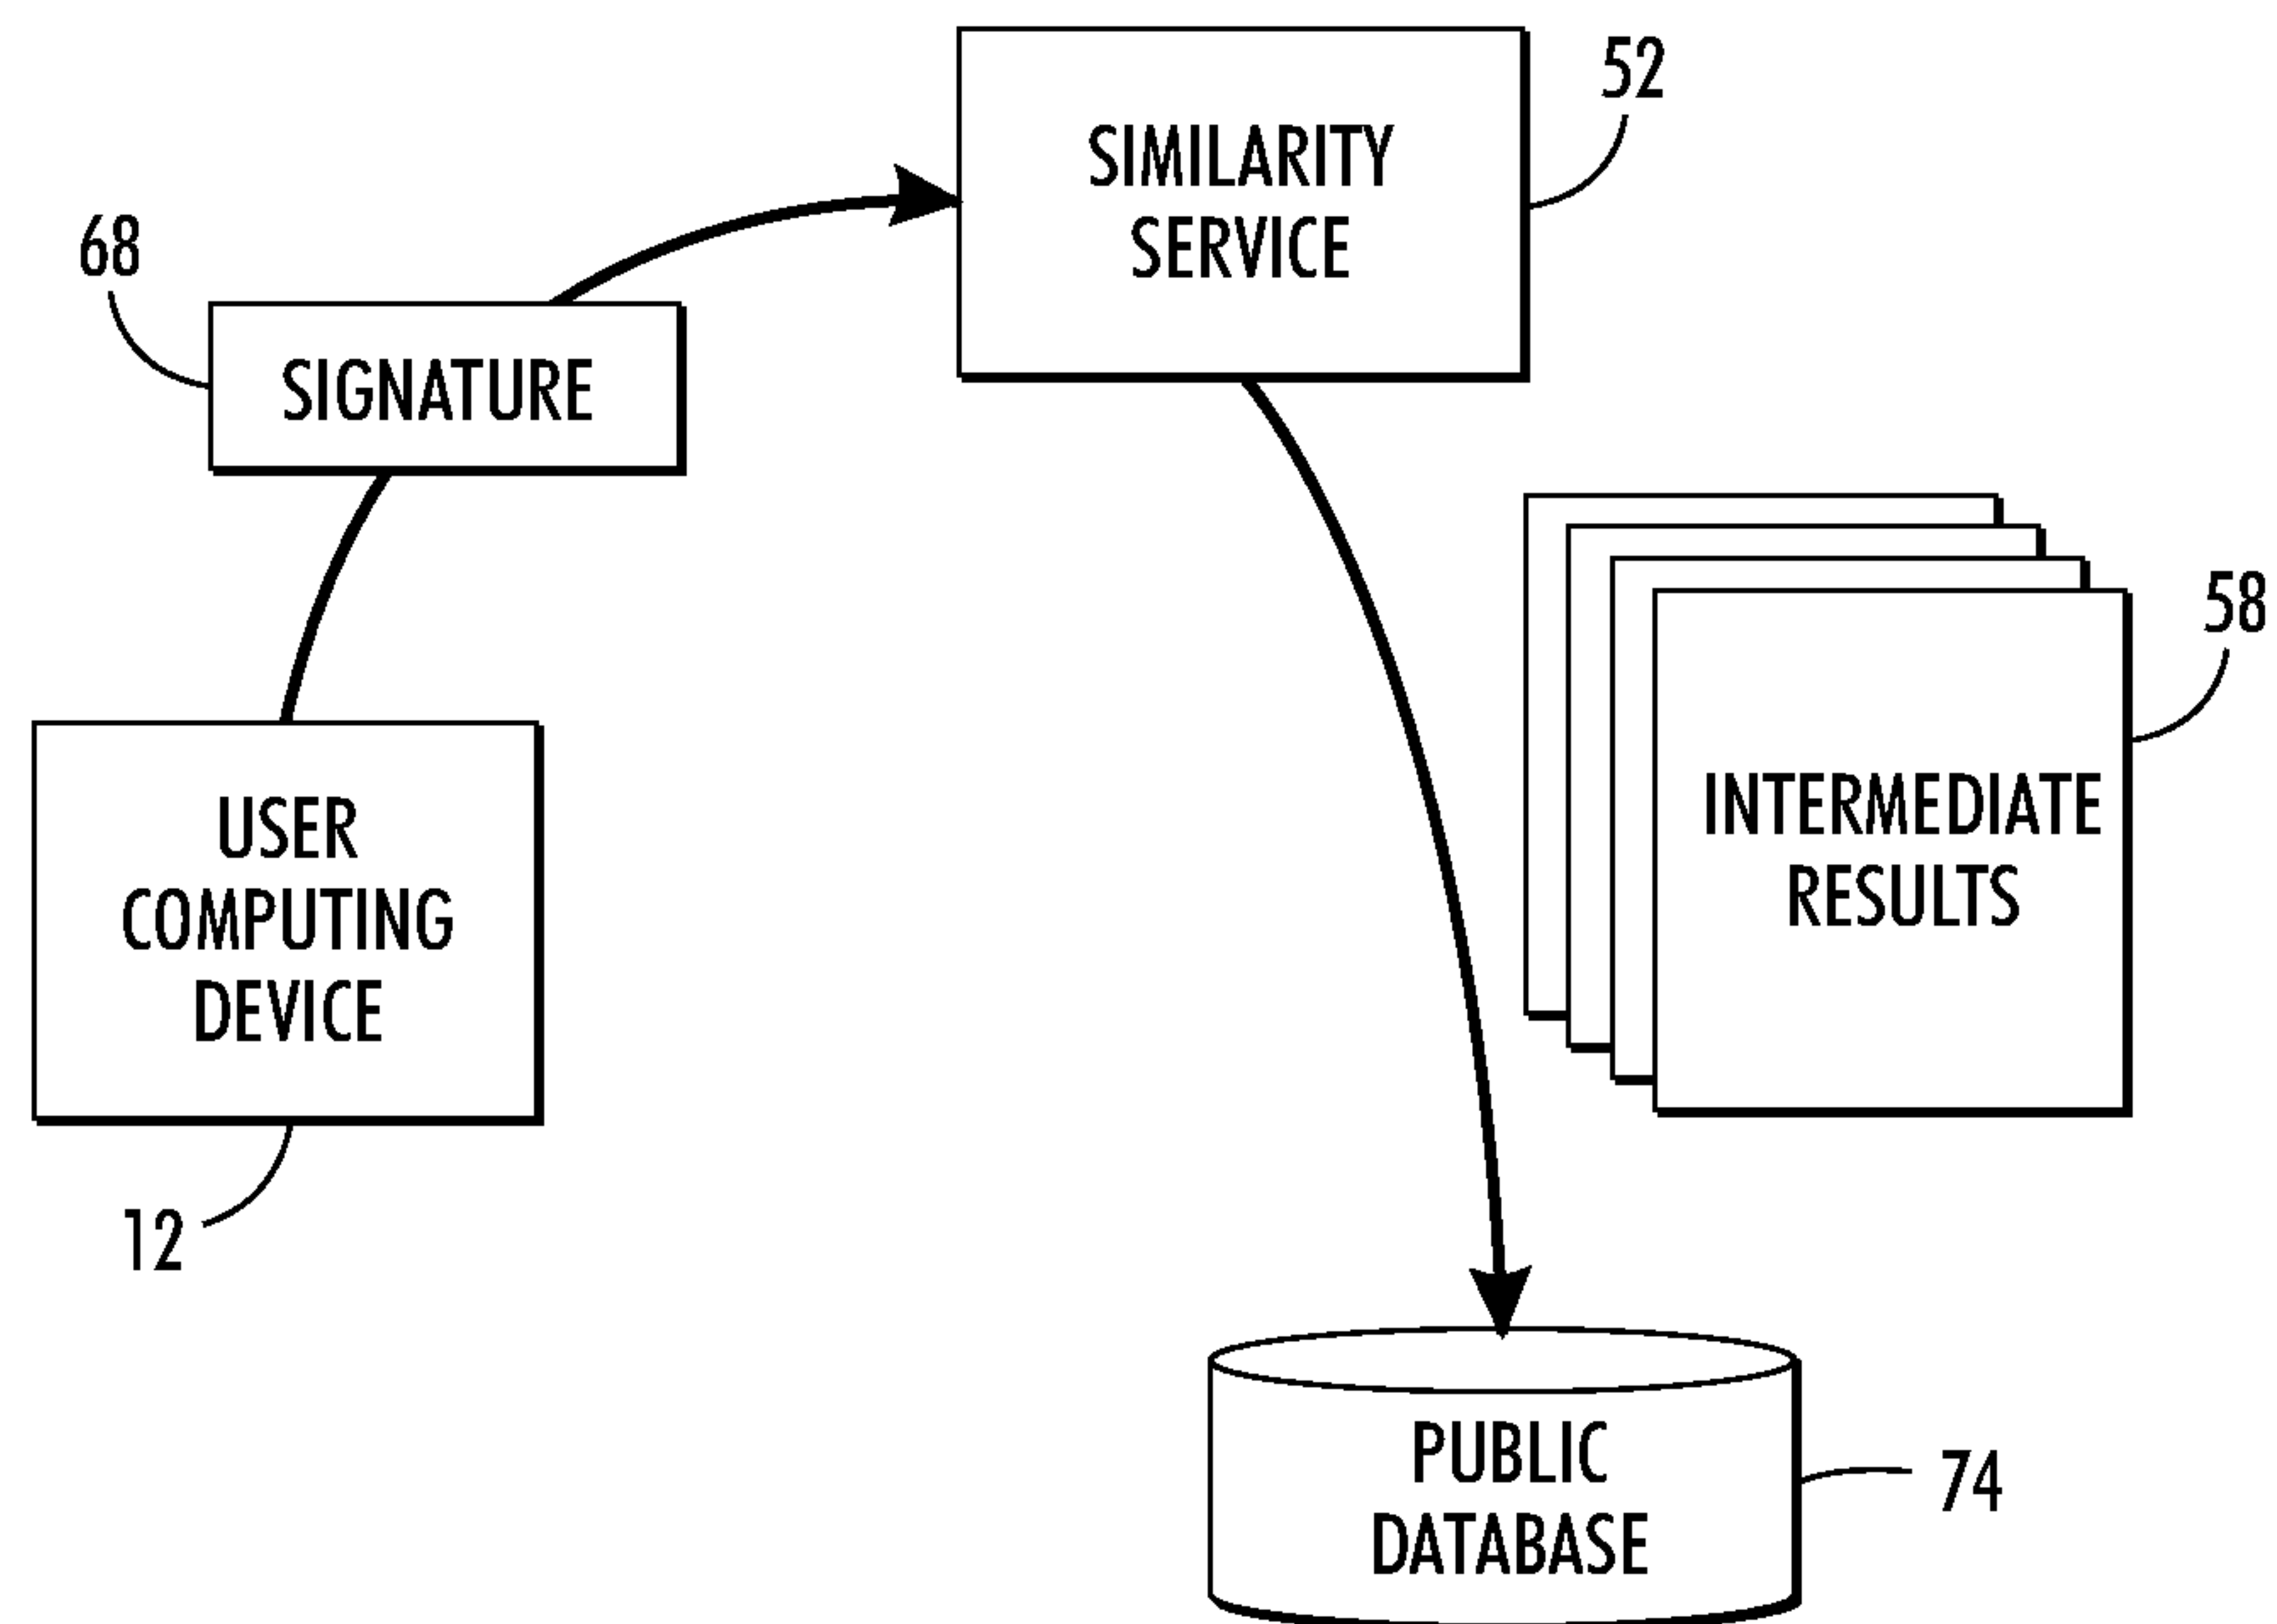 52
SIMILARITY
SERVICE
68
SIGNATURE
58
INTERMEDIATE
RESULTS
USER
COMPUTING
DEVICE
12
PUBLIC
DATABASE
74